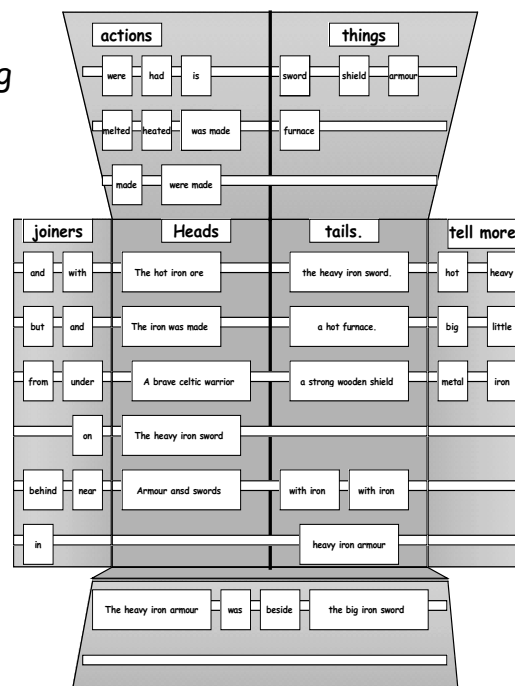 g
actions things
were had is sword shield armour
melted heated was made furnace
made were made
joiners Heads tails. tell more
and with The hot iron ore the heavy iron sword. hot heavy
but and The iron was made a hot furnace. big little
from under A brave celtic warrior a strong wooden shield metal iron
on The heavy iron sword
behind near Armour ansd swords with iron with iron
in heavy iron armour
The heavy iron armour was beside the big iron sword